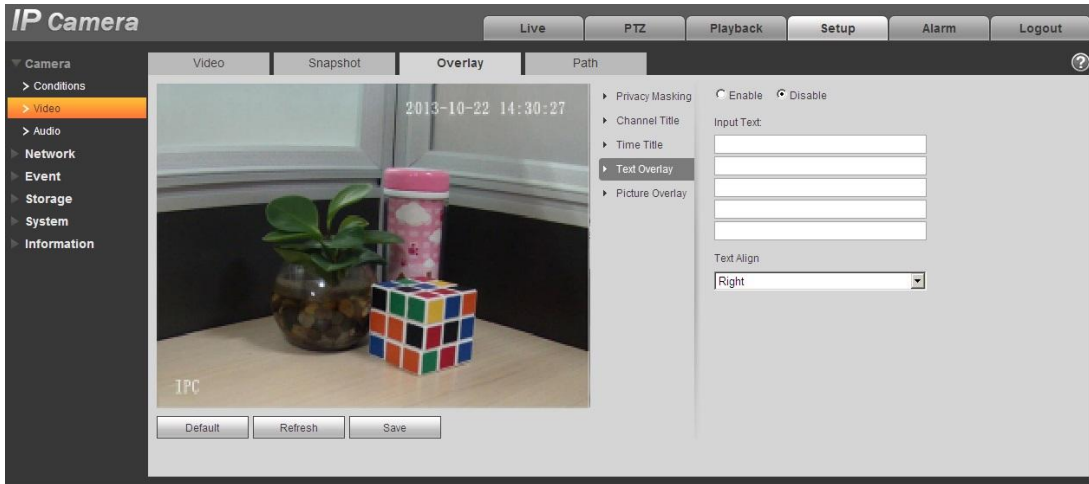 IP Camera
Live
PTZ
Playback
Setup
Alarm
Logout
Camera
> Conditions
> Video
> Audio
Network
Event
Storage
System
Information
Video
Snapshot
Overlay
Path
?
2013-10-22 14:30:27
IPC
Default
Refresh
Save
Privacy Masking
Channel Title
Time Title
Text Overlay
Picture Overlay
Enable Disable
Input Text:
Text Align
Right